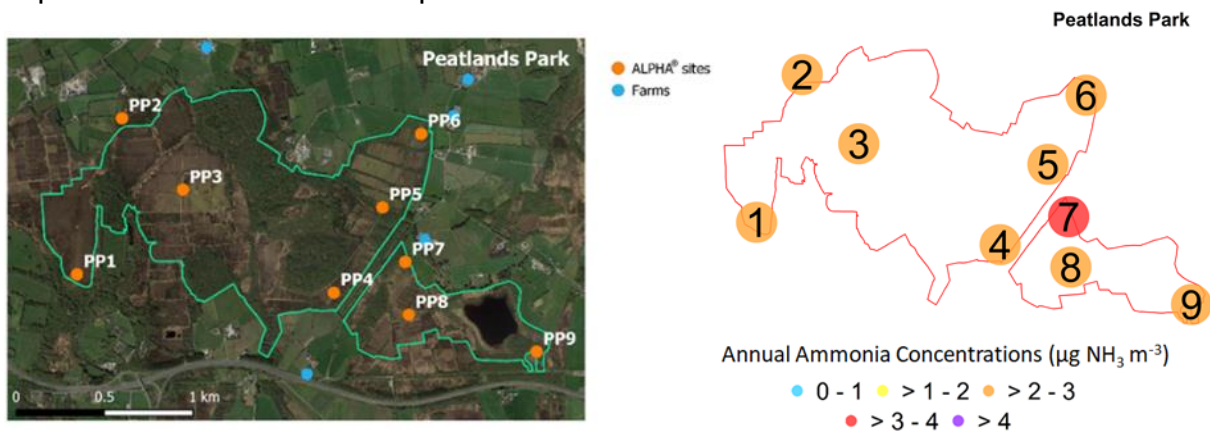 Peatlands Park
ALPHA® sites
Farms
PP2
PP6
PP3
PP5
PP7
PP1
PP4
PP8
PP9
0 0.5 1 km
Peatlands Park
2
6
3
5
7
1
4
8
9
Annual Ammonia Concentrations (µg NH₃ m⁻³)
0 - 1 > 1 - 2 > 2 - 3
> 3 - 4 > 4